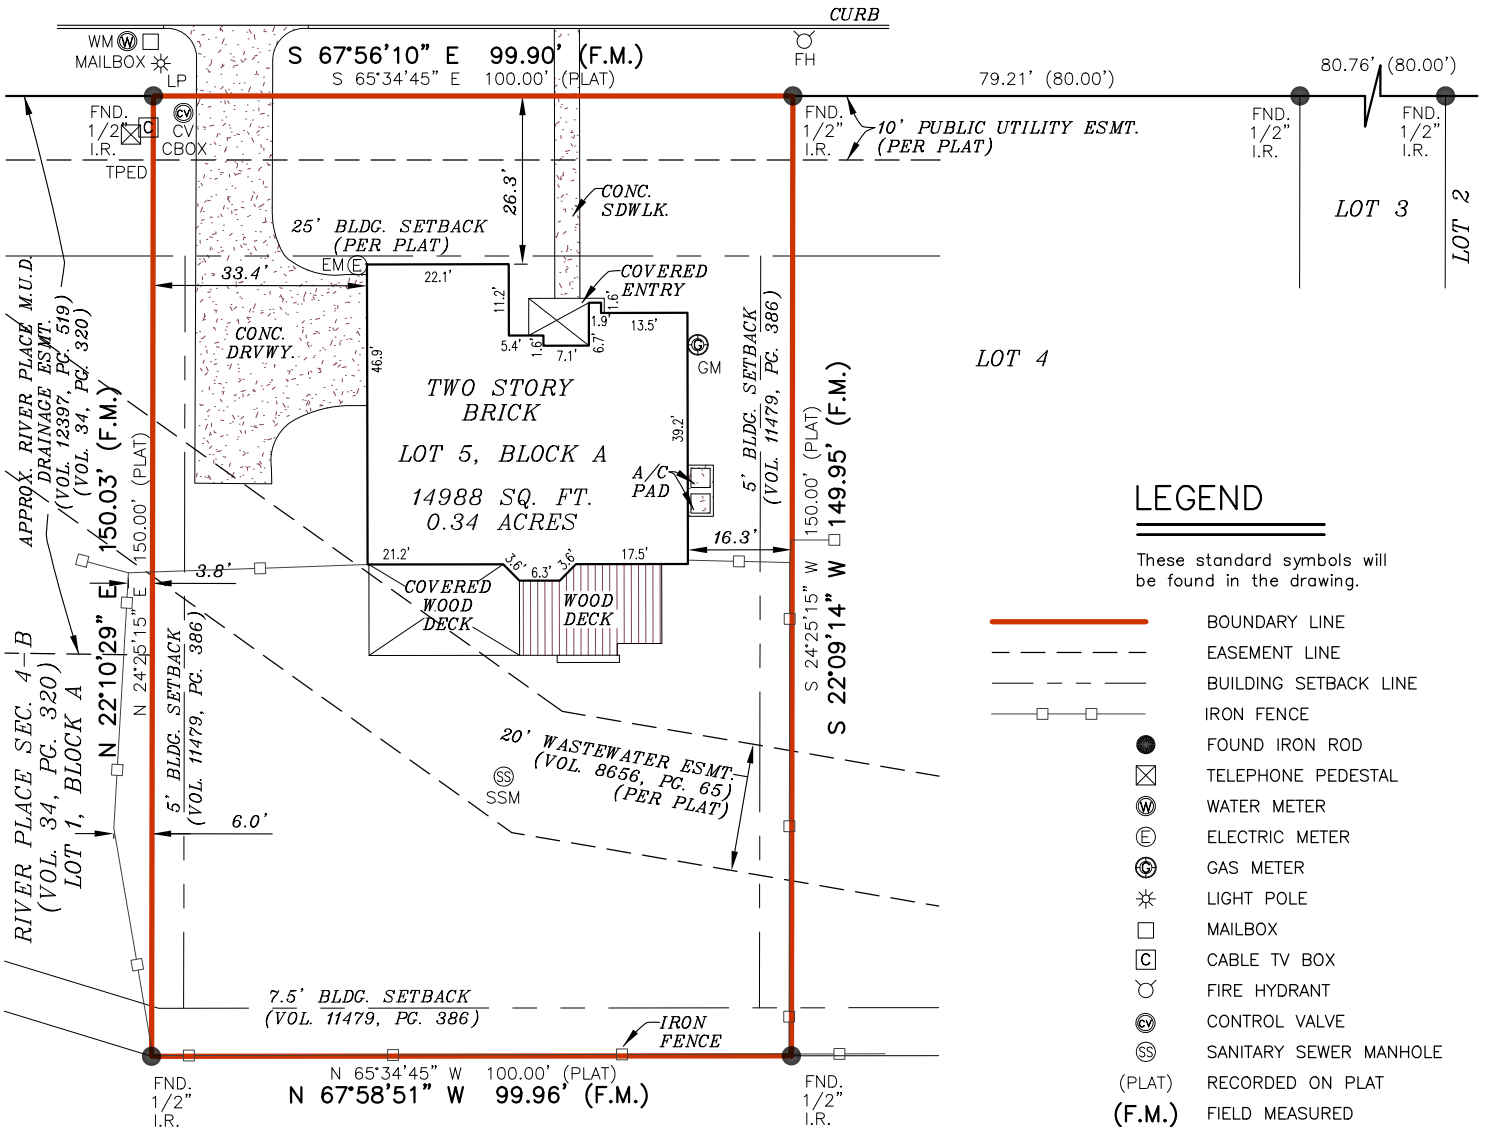 CURB
WM W
MAILBOX
LP
S 67°56'10" E 99.90' (F.M.)
S 65°34'45" E 100.00' (PLAT)
FH
79.21' (80.00')
80.76' (80.00')
FND.
1/2"
I.R.
C
TPED
CV
CV
CBOX
FND.
1/2"
I.R.
10' PUBLIC UTILITY ESMT.
(PER PLAT)
FND.
1/2"
I.R.
FND.
1/2"
I.R.
LOT 3
LOT 2
LOT 4
26.3'
CONC.
SDWLK.
25' BLDG. SETBACK
(PER PLAT)
EM E
33.4'
22.1'
11.2'
COVERED
ENTRY
1.6'
1.9'
13.5'
5.4'
1.6'
7.1'
6.7'
G
GM
CONC.
DRVWY.
46.9'
TWO STORY
BRICK
LOT 5, BLOCK A
14988 SQ. FT.
0.34 ACRES
39.2'
A/C
PAD
5' BLDG. SETBACK
(VOL. 11479, PG. 386)
16.3'
21.2'
3.6'
6.3'
3.6'
17.5'
COVERED
WOOD
DECK
WOOD
DECK
APPROX. RIVER PLACE M.U.D.
DRAINAGE ESMT.
(VOL. 12397, PG. 519)
(VOL. 34, PG. 320)
N 22°10'29" E 150.03' (F.M.)
N 24°25'15" E 150.00' (PLAT)
3.8'
S 24°25'15" W 150.00' (PLAT)
S 22°09'14" W 149.95' (F.M.)
RIVER PLACE SEC. 4-B
(VOL. 34, PG. 320)
LOT 1, BLOCK A
5' BLDG. SETBACK
(VOL. 11479, PG. 386)
6.0'
20' WASTEWATER ESMT.
(VOL. 8656, PG. 65)
(PER PLAT)
SS
SSM
7.5' BLDG. SETBACK
(VOL. 11479, PG. 386)
IRON
FENCE
FND.
1/2"
I.R.
N 65°34'45" W 100.00' (PLAT)
N 67°58'51" W 99.96' (F.M.)
FND.
1/2"
I.R.
LEGEND
These standard symbols will
be found in the drawing.
BOUNDARY LINE
EASEMENT LINE
BUILDING SETBACK LINE
IRON FENCE
FOUND IRON ROD
TELEPHONE PEDESTAL
W WATER METER
E ELECTRIC METER
G GAS METER
LIGHT POLE
MAILBOX
C CABLE TV BOX
FIRE HYDRANT
CV CONTROL VALVE
SS SANITARY SEWER MANHOLE
(PLAT) RECORDED ON PLAT
(F.M.) FIELD MEASURED